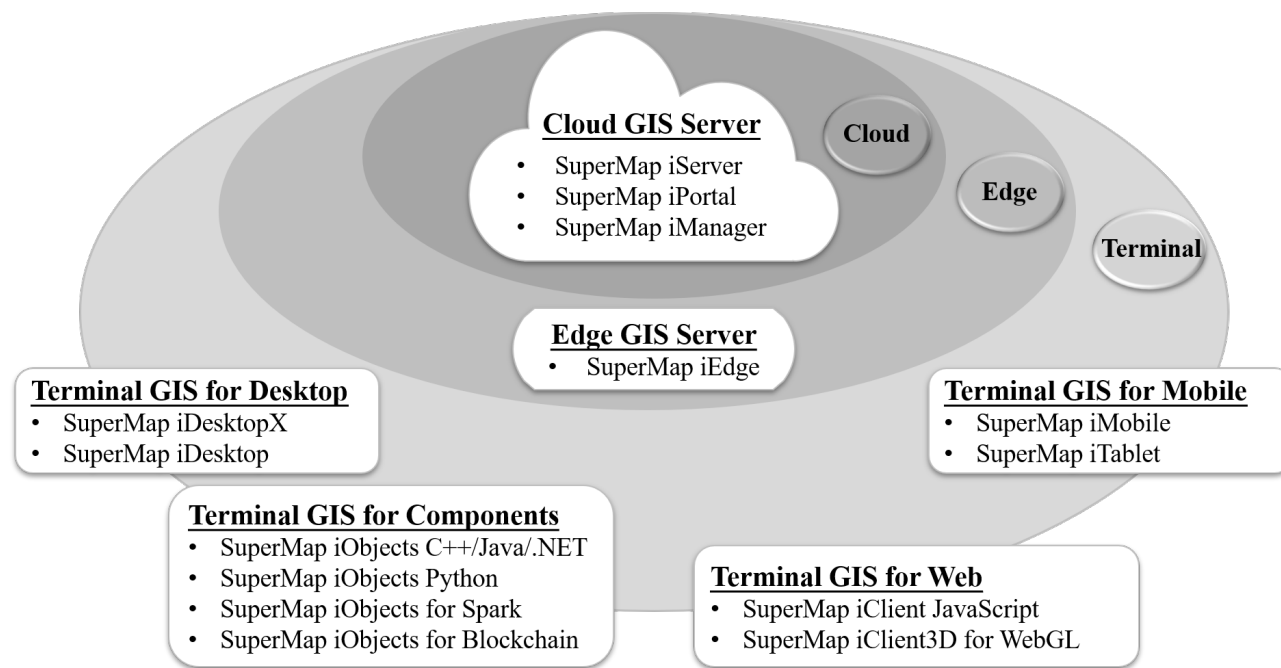 Cloud GIS Server
• SuperMap iServer
• SuperMap iPortal
• SuperMap iManager
Cloud
Edge
Terminal
Edge GIS Server
• SuperMap iEdge
Terminal GIS for Desktop
• SuperMap iDesktopX
• SuperMap iDesktop
Terminal GIS for Mobile
• SuperMap iMobile
• SuperMap iTablet
Terminal GIS for Components
• SuperMap iObjects C++/Java/.NET
• SuperMap iObjects Python
• SuperMap iObjects for Spark
• SuperMap iObjects for Blockchain
Terminal GIS for Web
• SuperMap iClient JavaScript
• SuperMap iClient3D for WebGL